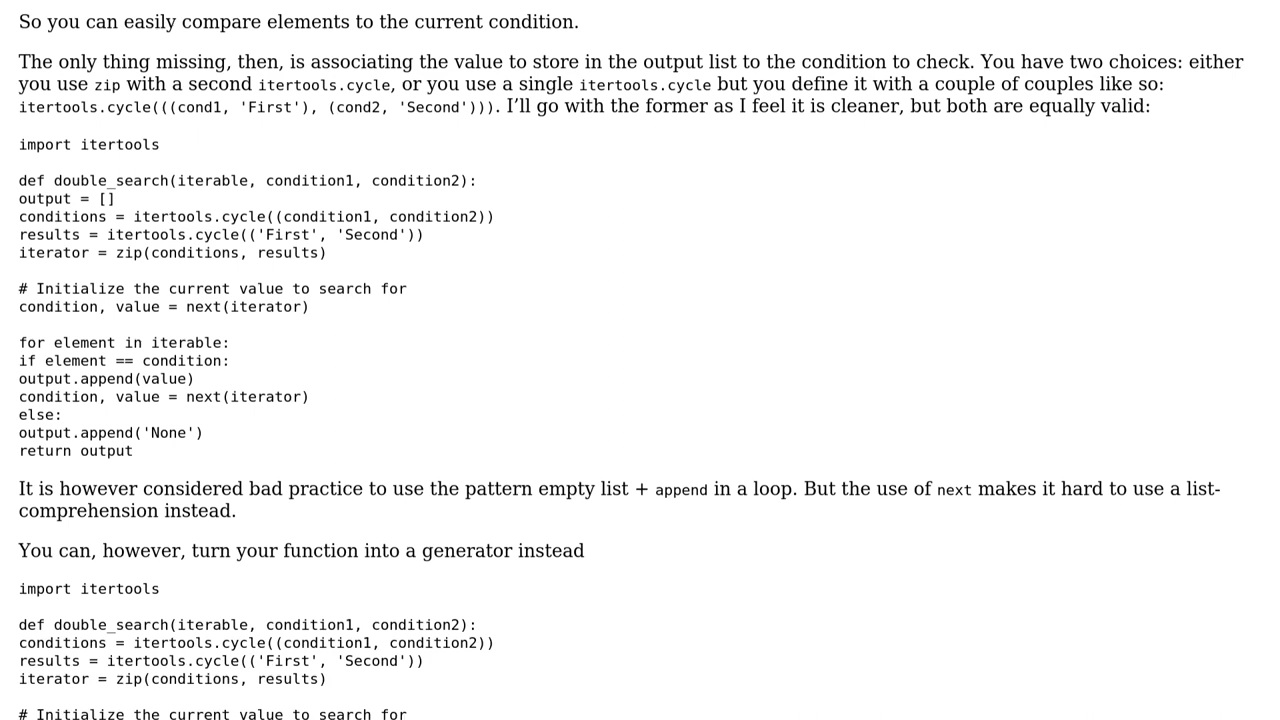 So you can easily compare elements to the current condition.
The only thing missing, then, is associating the value to store in the output list to the condition to check. You have two choices: either
you use zip with a second itertools.cycle, or you use a single itertools.cycle but you define it with a couple of couples like so:
itertools.cycle(((cond1, 'First'), (cond2, 'Second'))). I’ll go with the former as I feel it is cleaner, but both are equally valid:
import itertools
def double_search(iterable, condition1, condition2):
output = []
conditions = itertools.cycle((condition1, condition2))
results = itertools.cycle(('First', 'Second'))
iterator = zip(conditions, results)
# Initialize the current value to search for
condition, value = next(iterator)
for element in iterable:
if element == condition:
output.append(value)
condition, value = next(iterator)
else:
output.append('None')
return output
It is however considered bad practice to use the pattern empty list + append in a loop. But the use of next makes it hard to use a list-
comprehension instead.
You can, however, turn your function into a generator instead
import itertools
def double_search(iterable, condition1, condition2):
conditions = itertools.cycle((condition1, condition2))
results = itertools.cycle(('First', 'Second'))
iterator = zip(conditions, results)
# Initialize the current value to search for